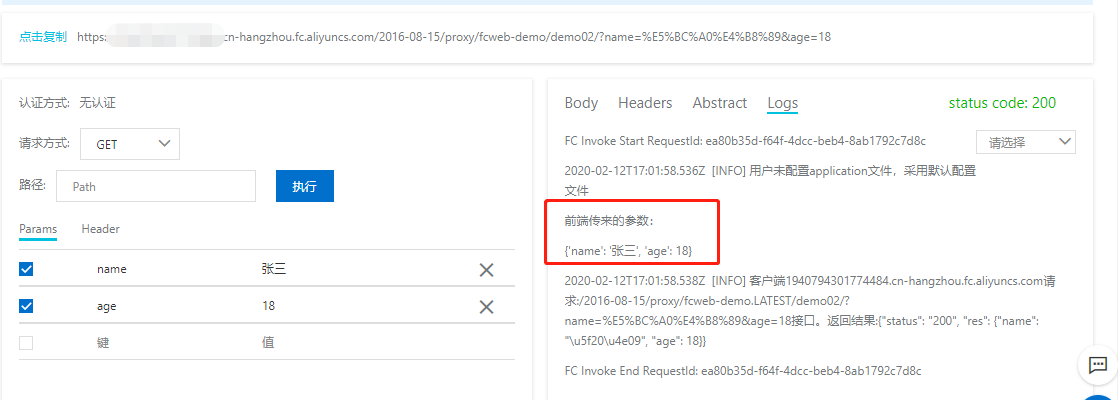 点击复制 https:
cn-hangzhou.fc.aliyuncs.com/2016-08-15/proxy/fcweb-demo/demo02/?name=%E5%BC%A0%E4%B8%89&age=18
认证方式: 无认证
请求方式: GET
路径: Path 执行
Params Header
name 张三
age 18
键 值
Body Headers Abstract Logs status code: 200
FC Invoke Start RequestId: ea80b35d-f64f-4dcc-beb4-8ab1792c7d8c 请选择
2020-02-12T17:01:58.536Z [INFO] 用户未配置application文件，采用默认配置
文件
前端传来的参数：
{'name': '张三', 'age': 18}
2020-02-12T17:01:58.538Z [INFO] 客户端1940794301774484.cn-hangzhou.fc.aliyuncs.com请
求:/2016-08-15/proxy/fcweb-demo.LATEST/demo02/?
name=%E5%BC%A0%E4%B8%89&age=18接口。返回结果:{"status": "200", "res": {"name":
"\u5f20\u4e09", "age": 18}}
FC Invoke End RequestId: ea80b35d-f64f-4dcc-beb4-8ab1792c7d8c